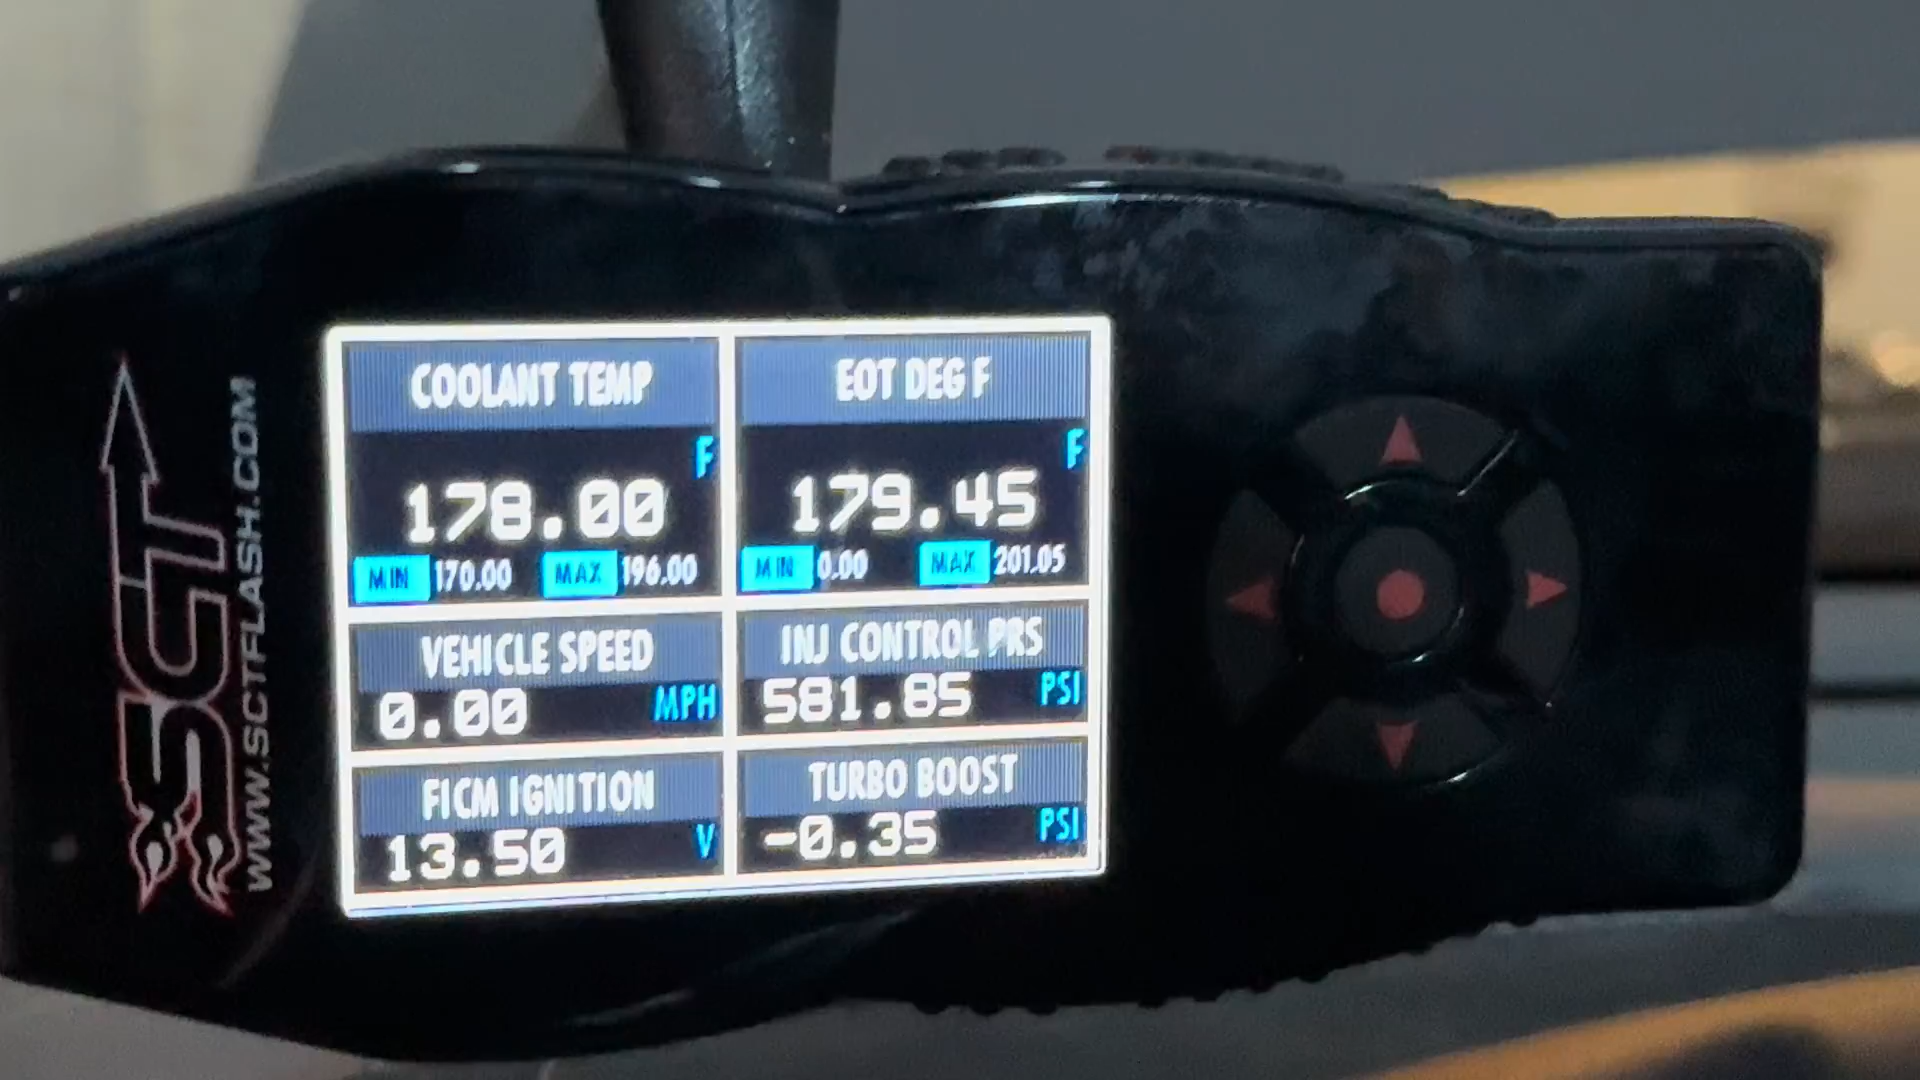 SCT
WWW.SCTFLASH.COM
COOLANT TEMP
F
178.00
MIN 170.00 MAX 196.00
EOT DEG F
F
179.45
MIN 0.00 MAX 201.05
VEHICLE SPEED
0.00 MPH
INJ CONTROL PRS
581.85 PSI
FICM IGNITION
13.50 V
TURBO BOOST
-0.35 PSI